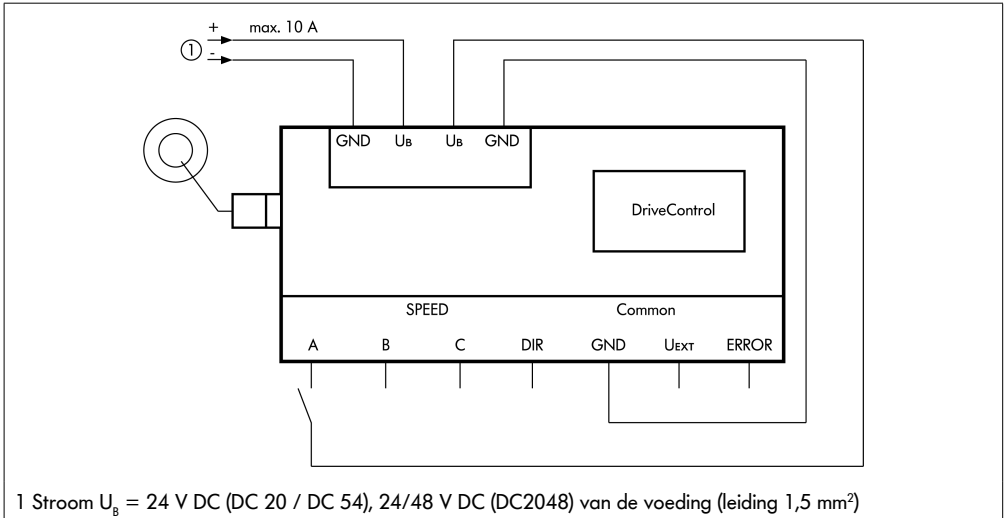 + max. 10 A
1 -
GND UB UB GND
DriveControl
SPEED Common
A B C DIR GND UEXT ERROR
1 Stroom UB = 24 V DC (DC 20 / DC 54), 24/48 V DC (DC2048) van de voeding (leiding 1,5 mm²)